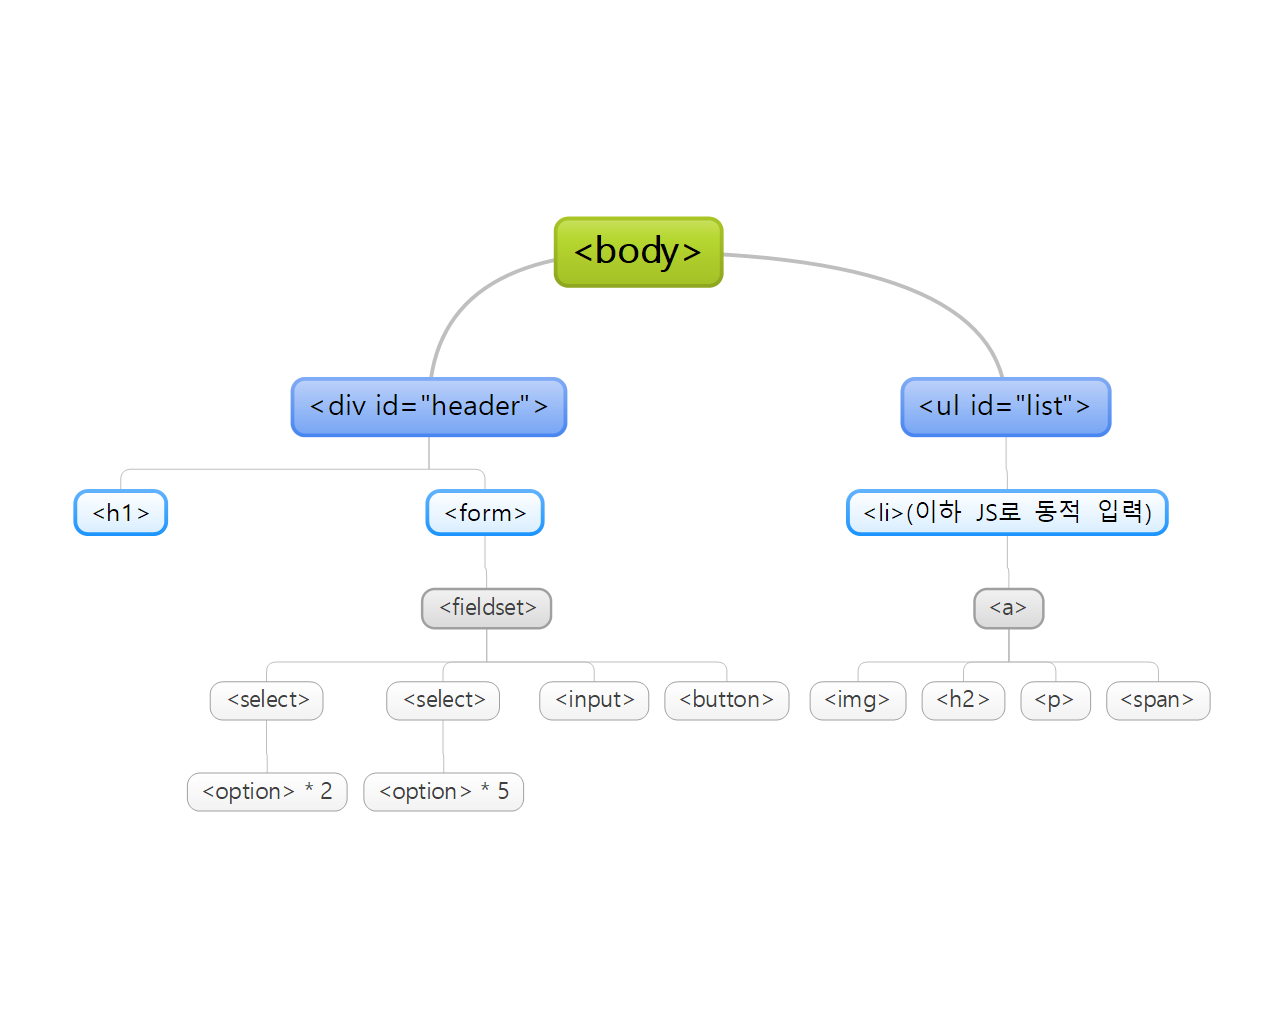 <body>
<div id="header">
<ul id="list">
<h1>
<form>
<li>(이하 JS로 동적 입력)
<fieldset>
<a>
<select>
<select>
<input>
<button>
<img>
<h2>
<p>
<span>
<option> * 2
<option> * 5